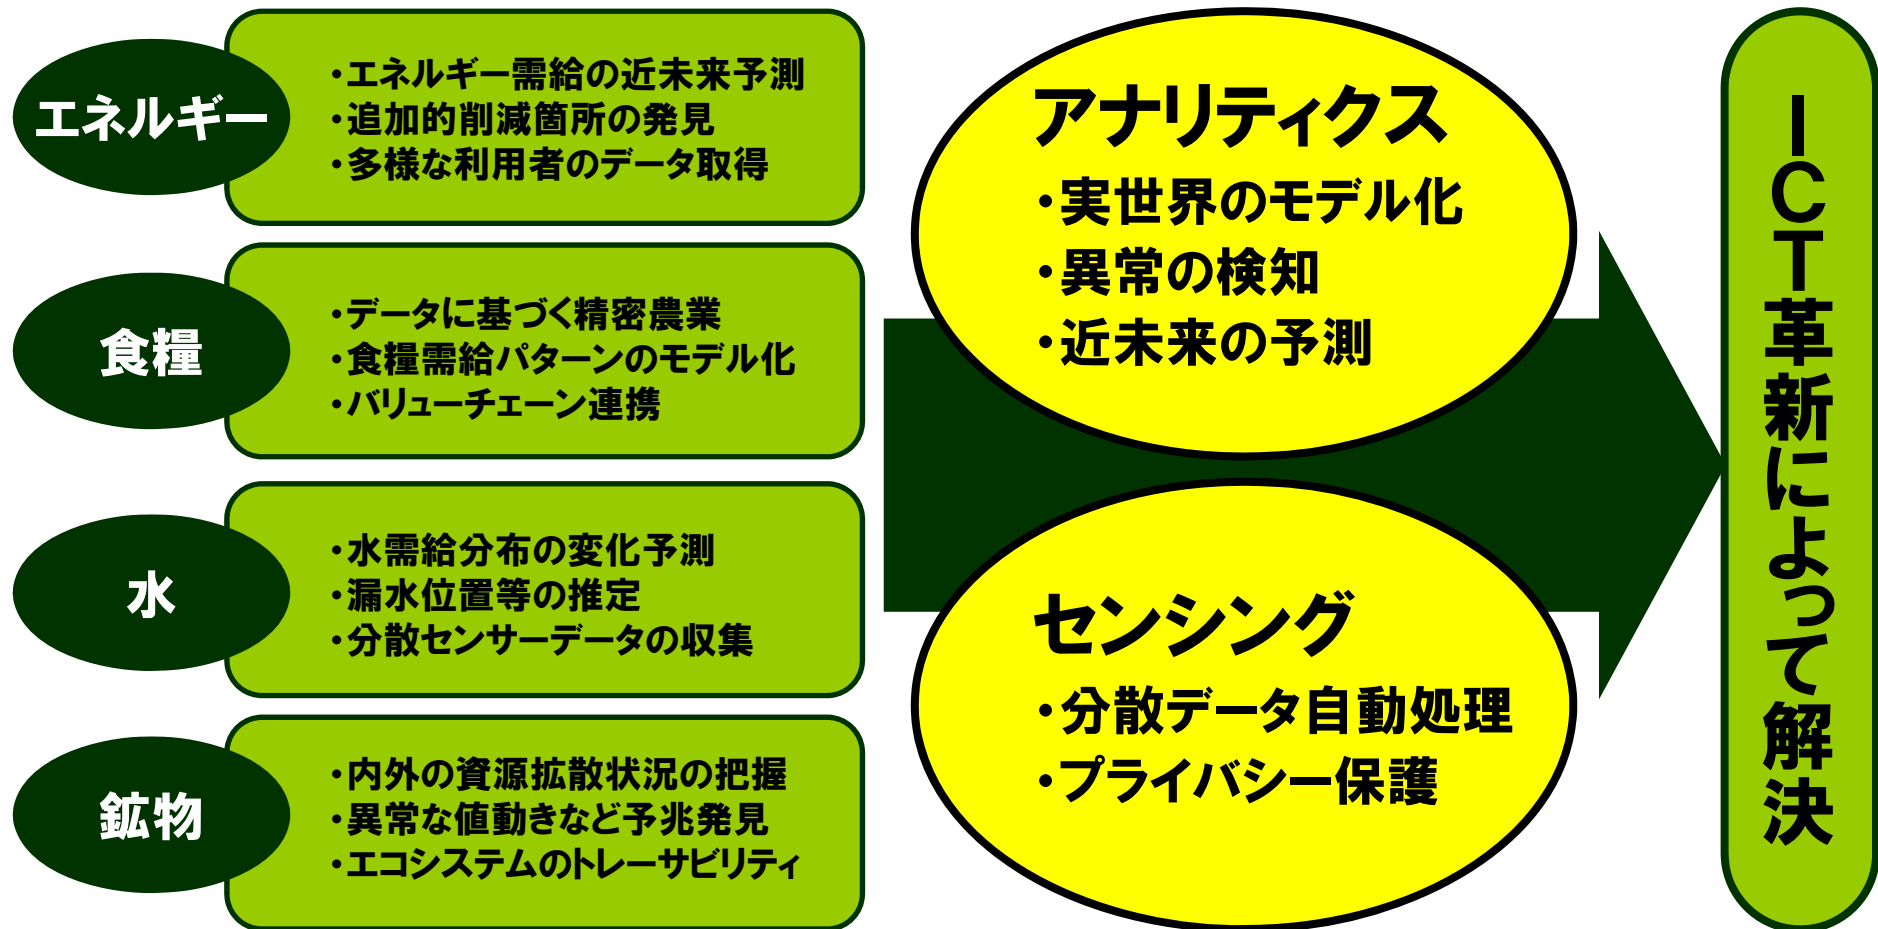 エネルギー
・エネルギー需給の近未来予測
・追加的削減箇所の発見
・多様な利用者のデータ取得
食糧
・データに基づく精密農業
・食糧需給パターンのモデル化
・バリューチェーン連携
水
・水需給分布の変化予測
・漏水位置等の推定
・分散センサーデータの収集
鉱物
・内外の資源拡散状況の把握
・異常な値動きなど予兆発見
・エコシステムのトレーサビリティ
アナリティクス
・実世界のモデル化
・異常の検知
・近未来の予測
センシング
・分散データ自動処理
・プライバシー保護
ＩＣＴ革新によって解決